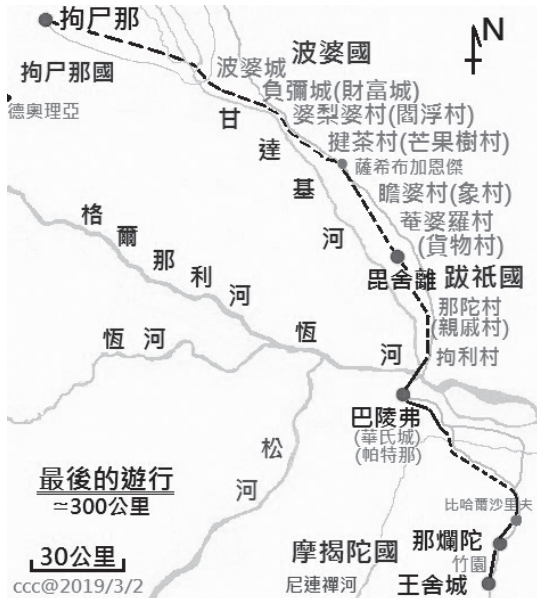 拘尸那
N
波婆國
拘尸那國
波婆城
負彌城(財富城)
德奧理亞
婆梨婆村(閻浮村)
甘達基河
揵茶村(芒果樹村)
薩希布加恩傑
瞻婆村(象村)
菴婆羅村
(貨物村)
格爾那利河
毘舍離
跋祇國
那陀村
(親戚村)
恆河
恆河
拘利村
巴陵弗
(華氏城)
(帕特那)
松河
最後的遊行
≃300公里
比哈爾沙里夫
30公里
摩揭陀國
那爛陀
竹園
ccc@2019/3/2
尼連禪河
王舍城